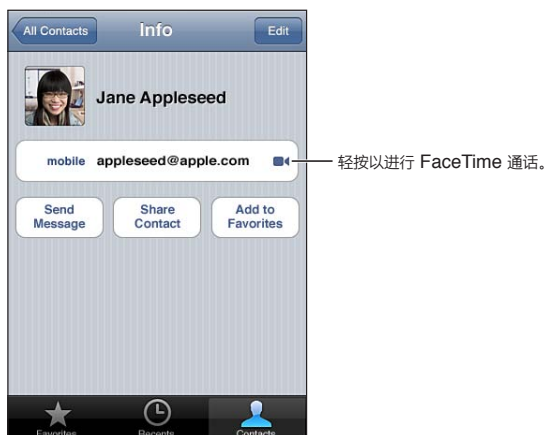 All Contacts Info Edit
Jane Appleseed
mobile appleseed@apple.com
轻按以进行 FaceTime 通话。
Send Message
Share Contact
Add to Favorites
Favorites Recents Contacts